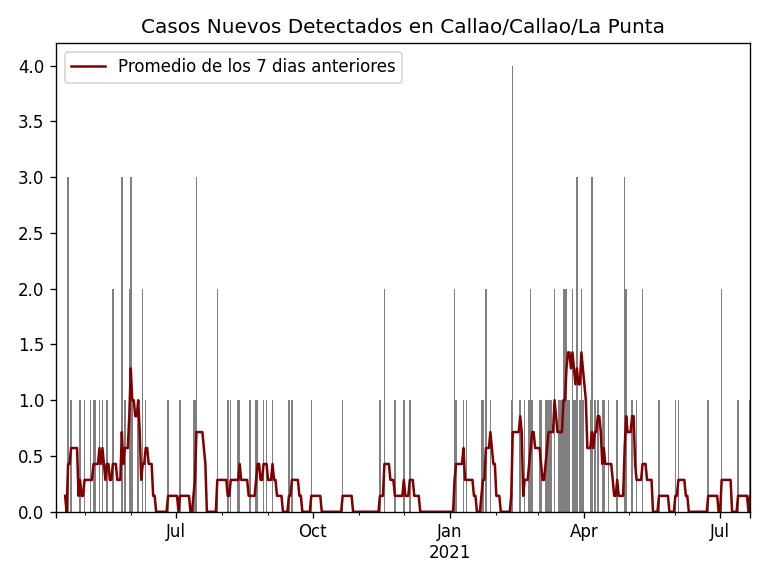 Casos Nuevos Detectados en Callao/Callao/La Punta
Promedio de los 7 dias anteriores
4.0
3.5
3.0
2.5
2.0
1.5
1.0
0.5
0.0
Jul
Oct
Jan
2021
Apr
Jul